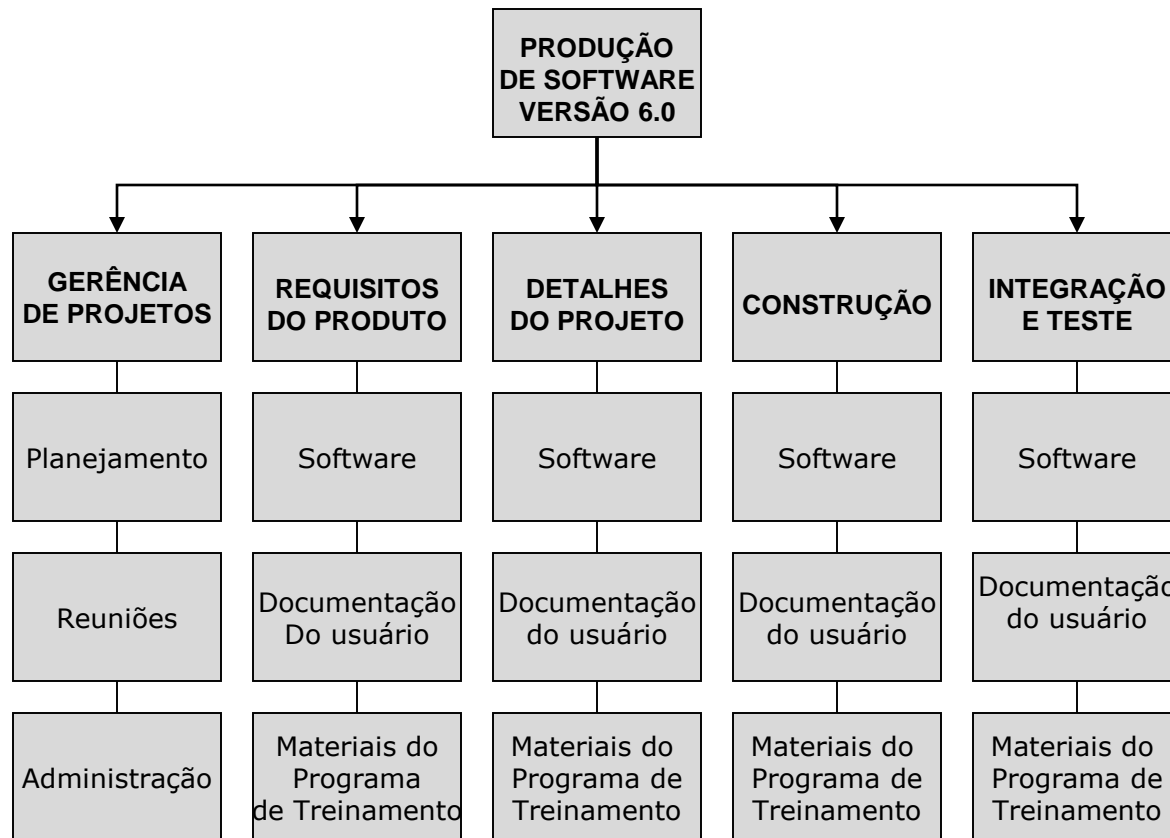 PRODUÇÃO
DE SOFTWARE
VERSÃO 6.0
GERÊNCIA
DE PROJETOS
REQUISITOS
DO PRODUTO
DETALHES
DO PROJETO
CONSTRUÇÃO
INTEGRAÇÃO
E TESTE
Planejamento
Software
Software
Software
Software
Reuniões
Documentação
Do usuário
Documentação
do usuário
Documentação
do usuário
Documentação
do usuário
Administração
Materiais do
Programa
de Treinamento
Materiais do
Programa de
Treinamento
Materiais do
Programa de
Treinamento
Materiais do
Programa de
Treinamento